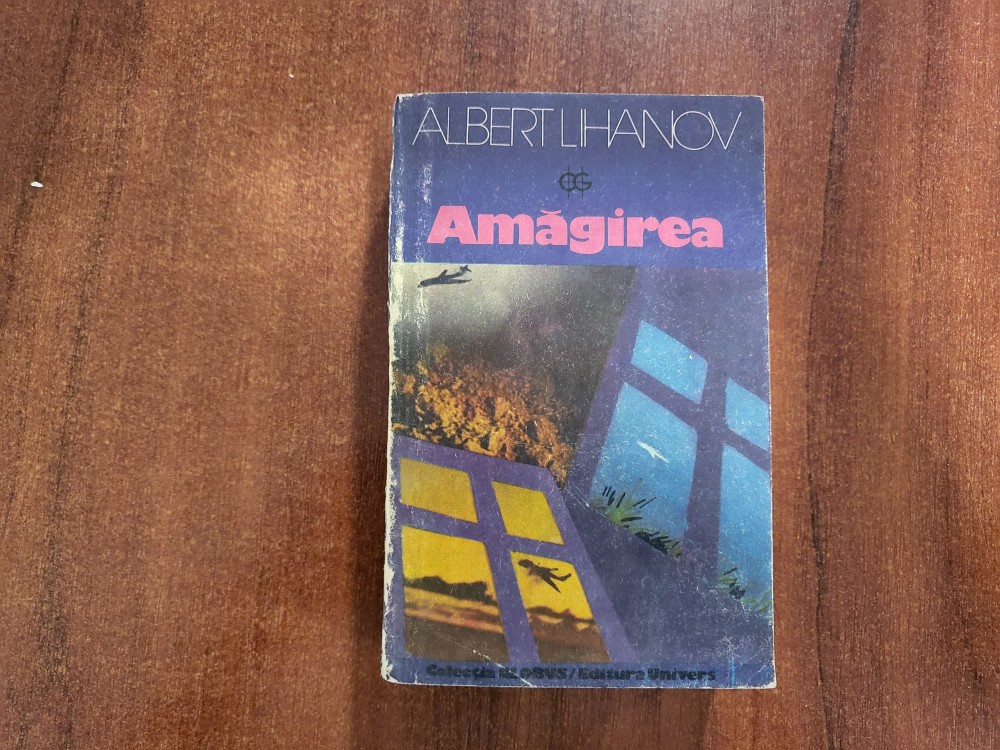 ALBERT LIHANOV
Amăgirea
Colecția GLOBUS / Editura Univers